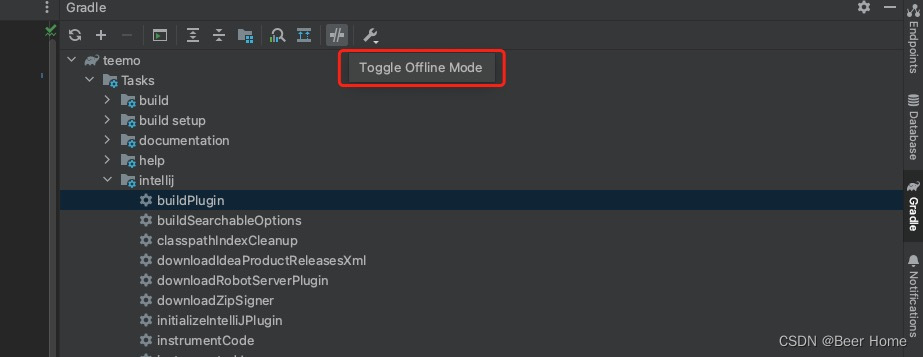 Gradle
Toggle Offline Mode
teemo
Tasks
build
build setup
documentation
help
intellij
buildPlugin
buildSearchableOptions
classpathIndexCleanup
downloadIdeaProductReleasesXml
downloadRobotServerPlugin
downloadZipSigner
initializeIntelliJPlugin
instrumentCode
Endpoints
Database
Gradle
Notifications
CSDN @Beer Home